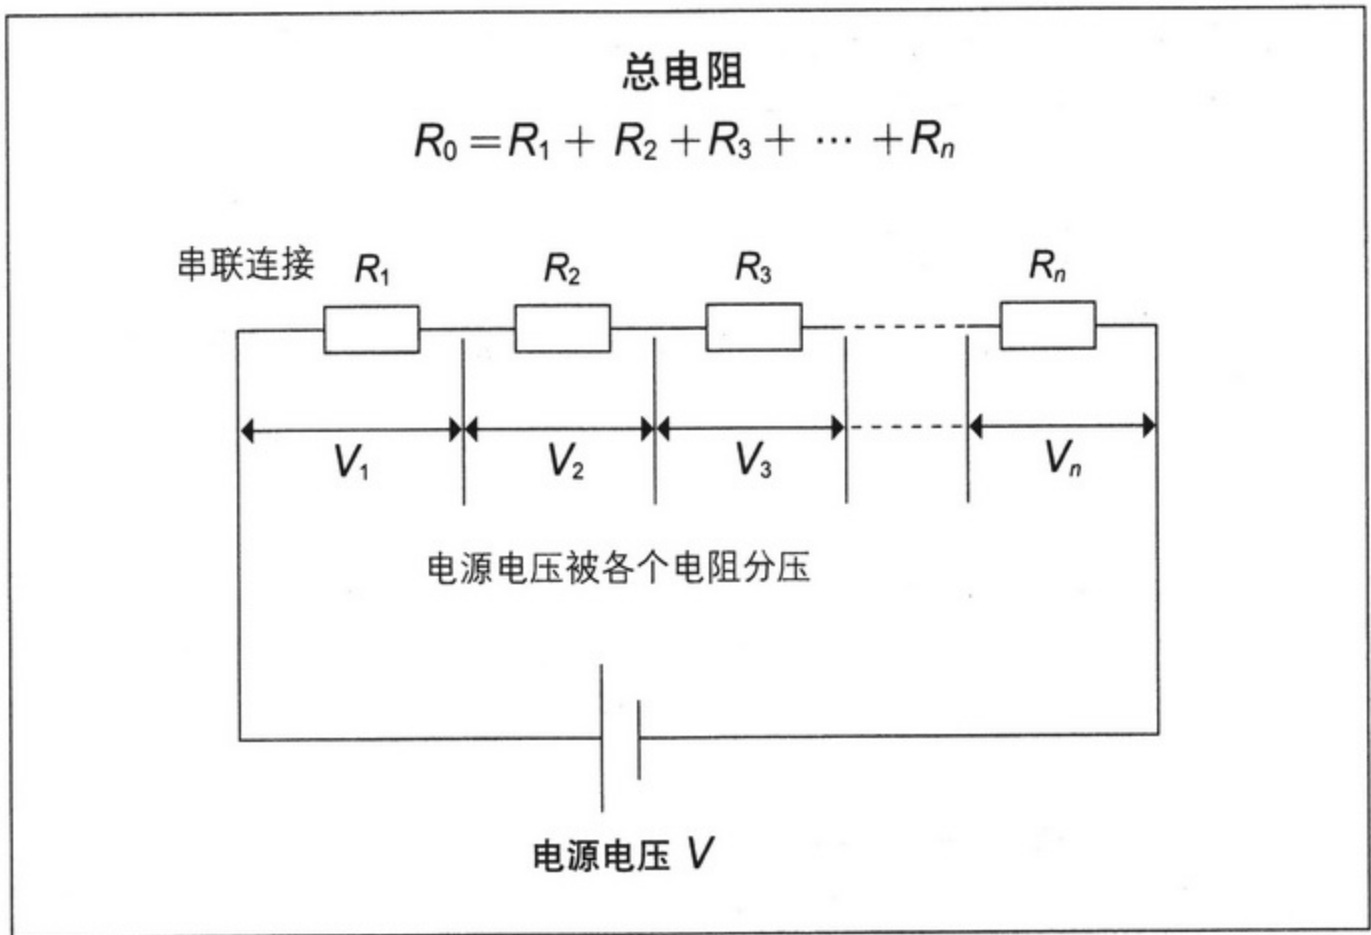 总电阻
R₀ = R₁ + R₂ + R₃ + ⋯ + Rₙ
串联连接 R₁ R₂ R₃ Rₙ
V₁ V₂ V₃ Vₙ
电源电压被各个电阻分压
电源电压 V